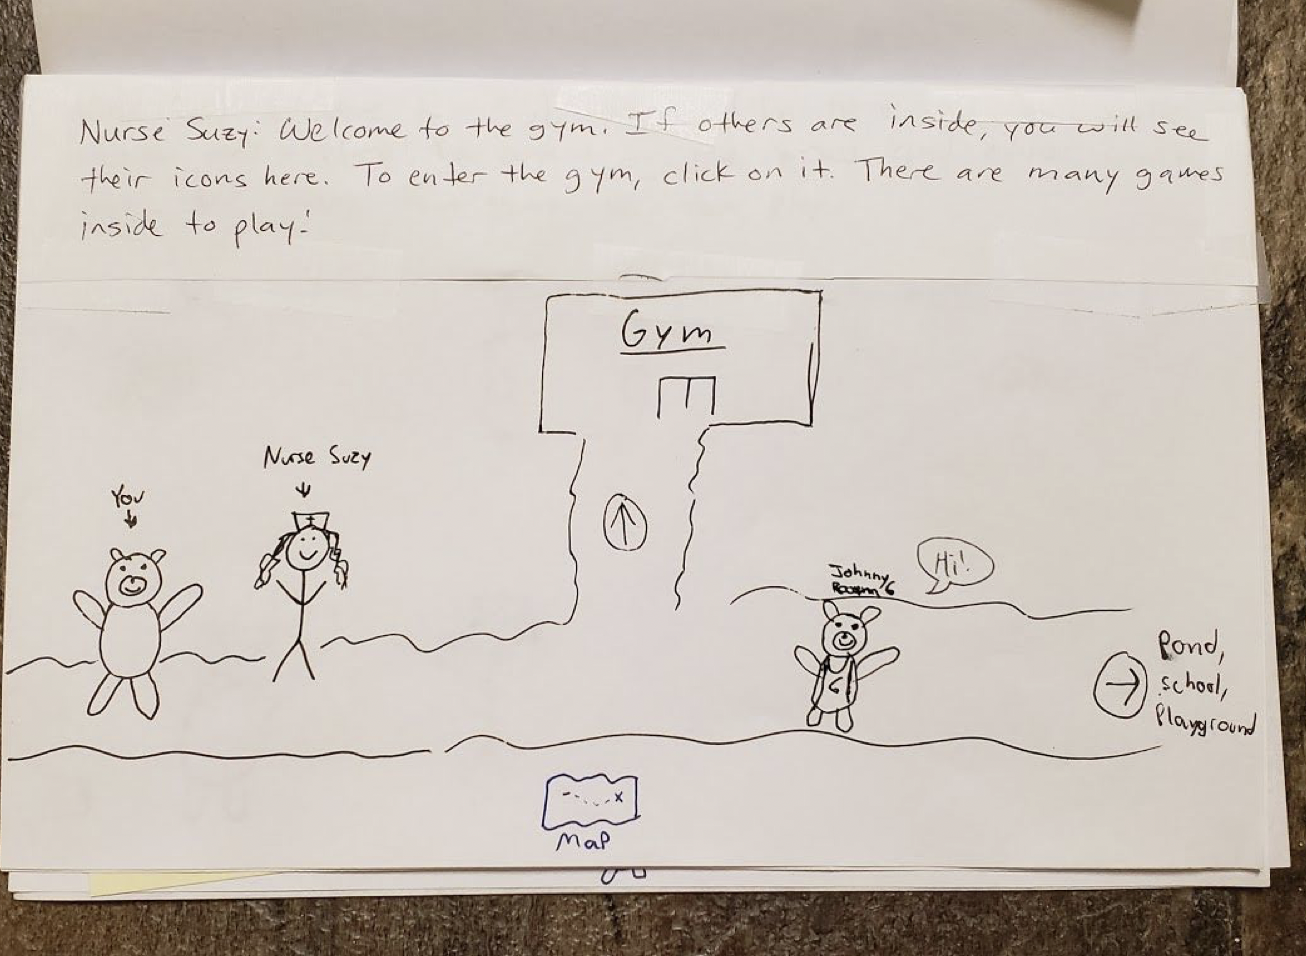 Nurse Suzy: Welcome to the gym. If others are inside, you will see
their icons here. To enter the gym, click on it. There are many games
inside to play!
Gym
Nurse Suzy
You
Hi!
Johnny
Room 6
Pond,
school,
Playground
6
Map